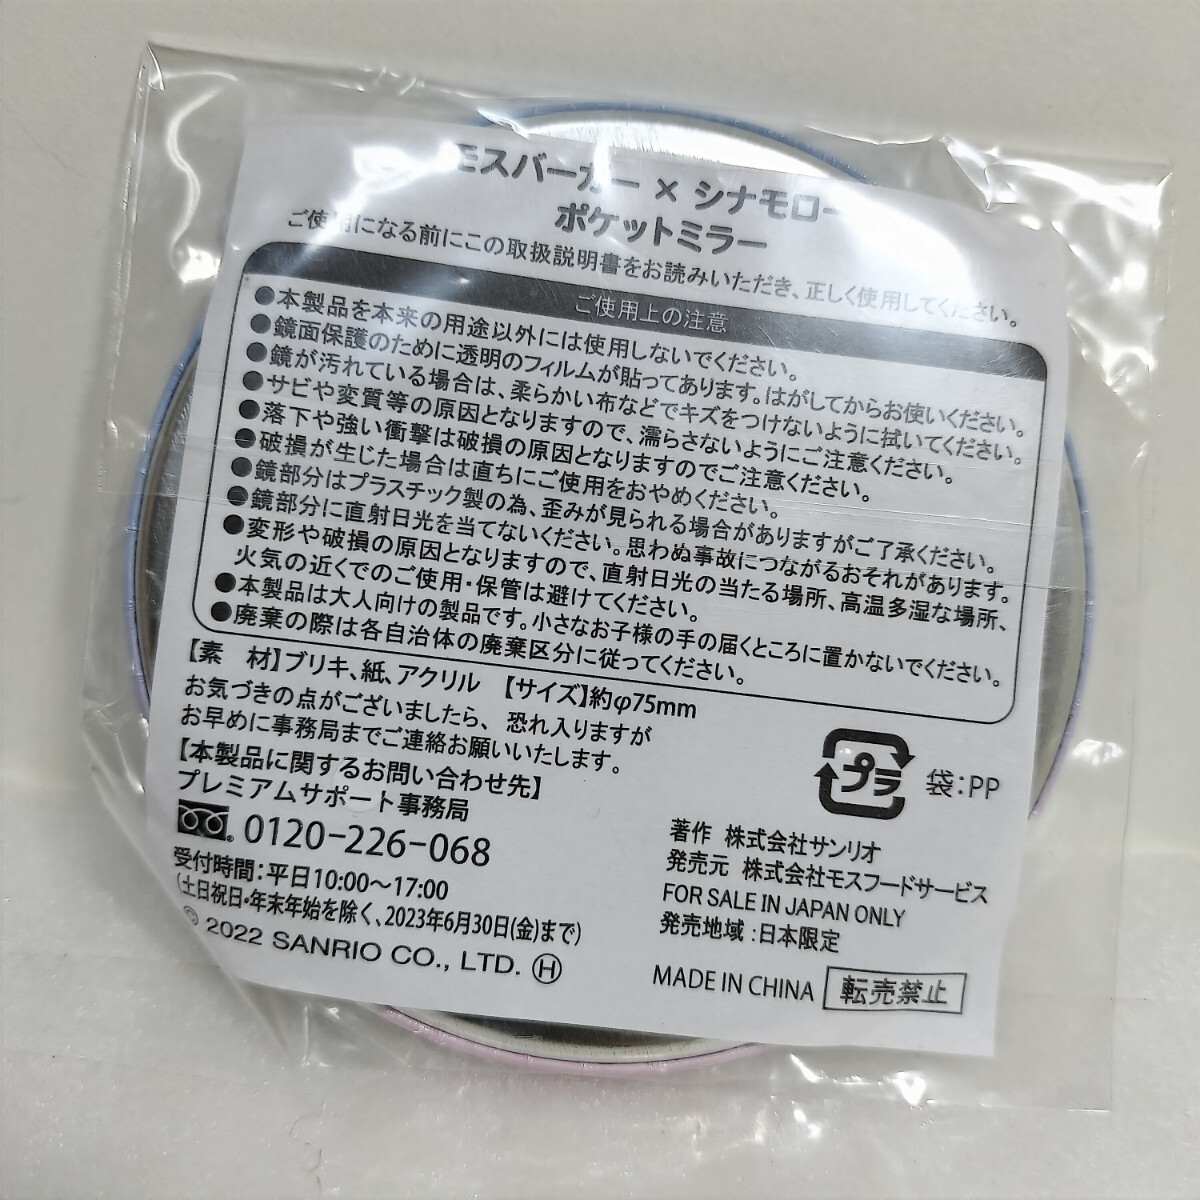 モスバーガー × シナモロー
ポケットミラー
ご使用になる前にこの取扱説明書をお読みいただき、正しく使用してください。
ご使用上の注意
●本製品を本来の用途以外には使用しないでください。
●鏡面保護のために透明のフィルムが貼ってあります。はがしてからお使いください。
●鏡が汚れている場合は、柔らかい布などでキズをつけないように拭いてください。
●サビや変質等の原因となりますので、濡らさないようにご注意ください。
●落下や強い衝撃は破損の原因となりますのでご注意ください。
●破損が生じた場合は直ちにご使用をおやめください。
●鏡部分はプラスチック製の為、歪みが見られる場合がありますがご了承ください。
●鏡部分に直射日光を当てないください。思わぬ事故につながるおそれがあります。
●変形や破損の原因となりますので、直射日光の当たる場所、高温多湿な場所、
火気の近くでのご使用・保管は避けてください。
●本製品は大人向けの製品です。小さなお子様の手の届くところに置かないでください。
●廃棄の際は各自治体の廃棄区分に従ってください。
【素　材】ブリキ、紙、アクリル　【サイズ】約φ75mm
お気づきの点がございましたら、恐れ入りますが
お早めに事務局までご連絡お願いいたします。
【本製品に関するお問い合わせ先】
プレミアムサポート事務局
0120-226-068
受付時間：平日10:00～17:00
(土日祝日・年末年始を除く、2023年6月30日(金)まで)
© 2022 SANRIO CO., LTD. Ⓗ
プラ 袋：PP
著作　株式会社サンリオ
発売元　株式会社モスフードサービス
FOR SALE IN JAPAN ONLY
発売地域：日本限定
MADE IN CHINA 転売禁止